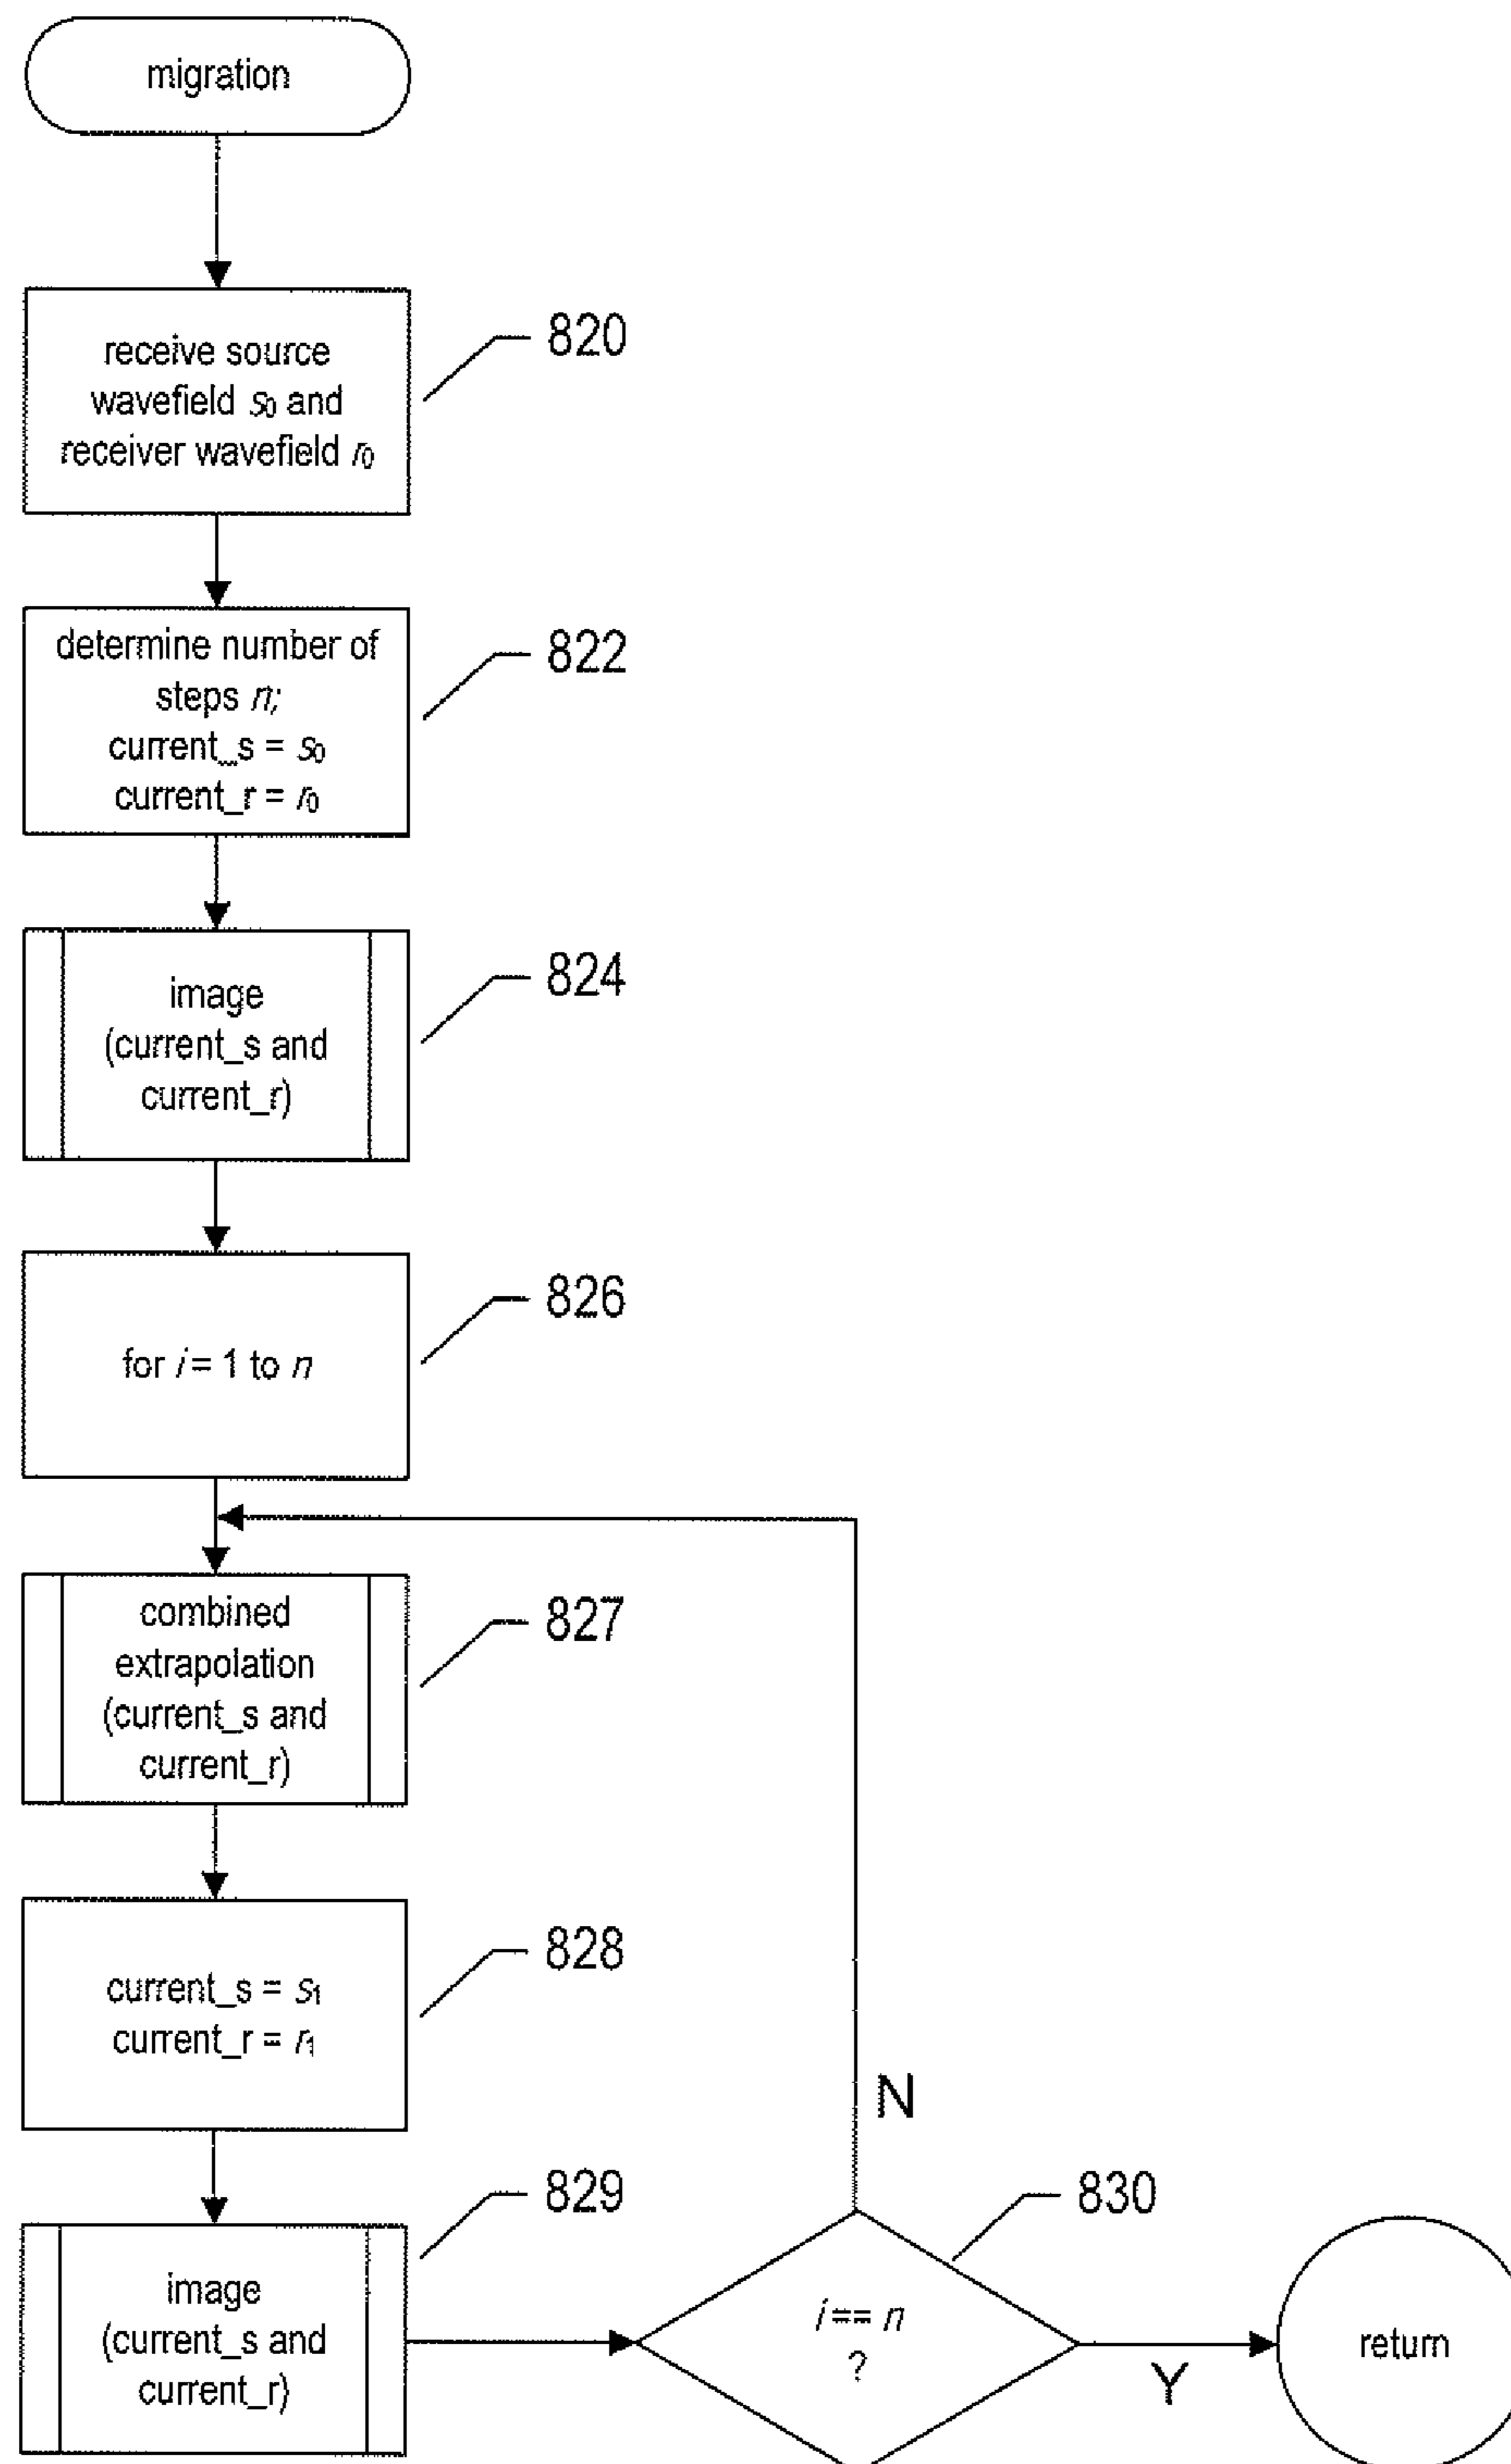 migration
receive source
wavefield s₀ and
receiver wavefield r₀
820
determine number of
steps n;
current_s = s₀
current_r = r₀
822
image
(current_s and
current_r)
824
for i = 1 to n
826
combined
extrapolation
(current_s and
current_r)
827
current_s = s₁
current_r = r₁
828
image
(current_s and
current_r)
829
N
830
i == n
?
Y
return